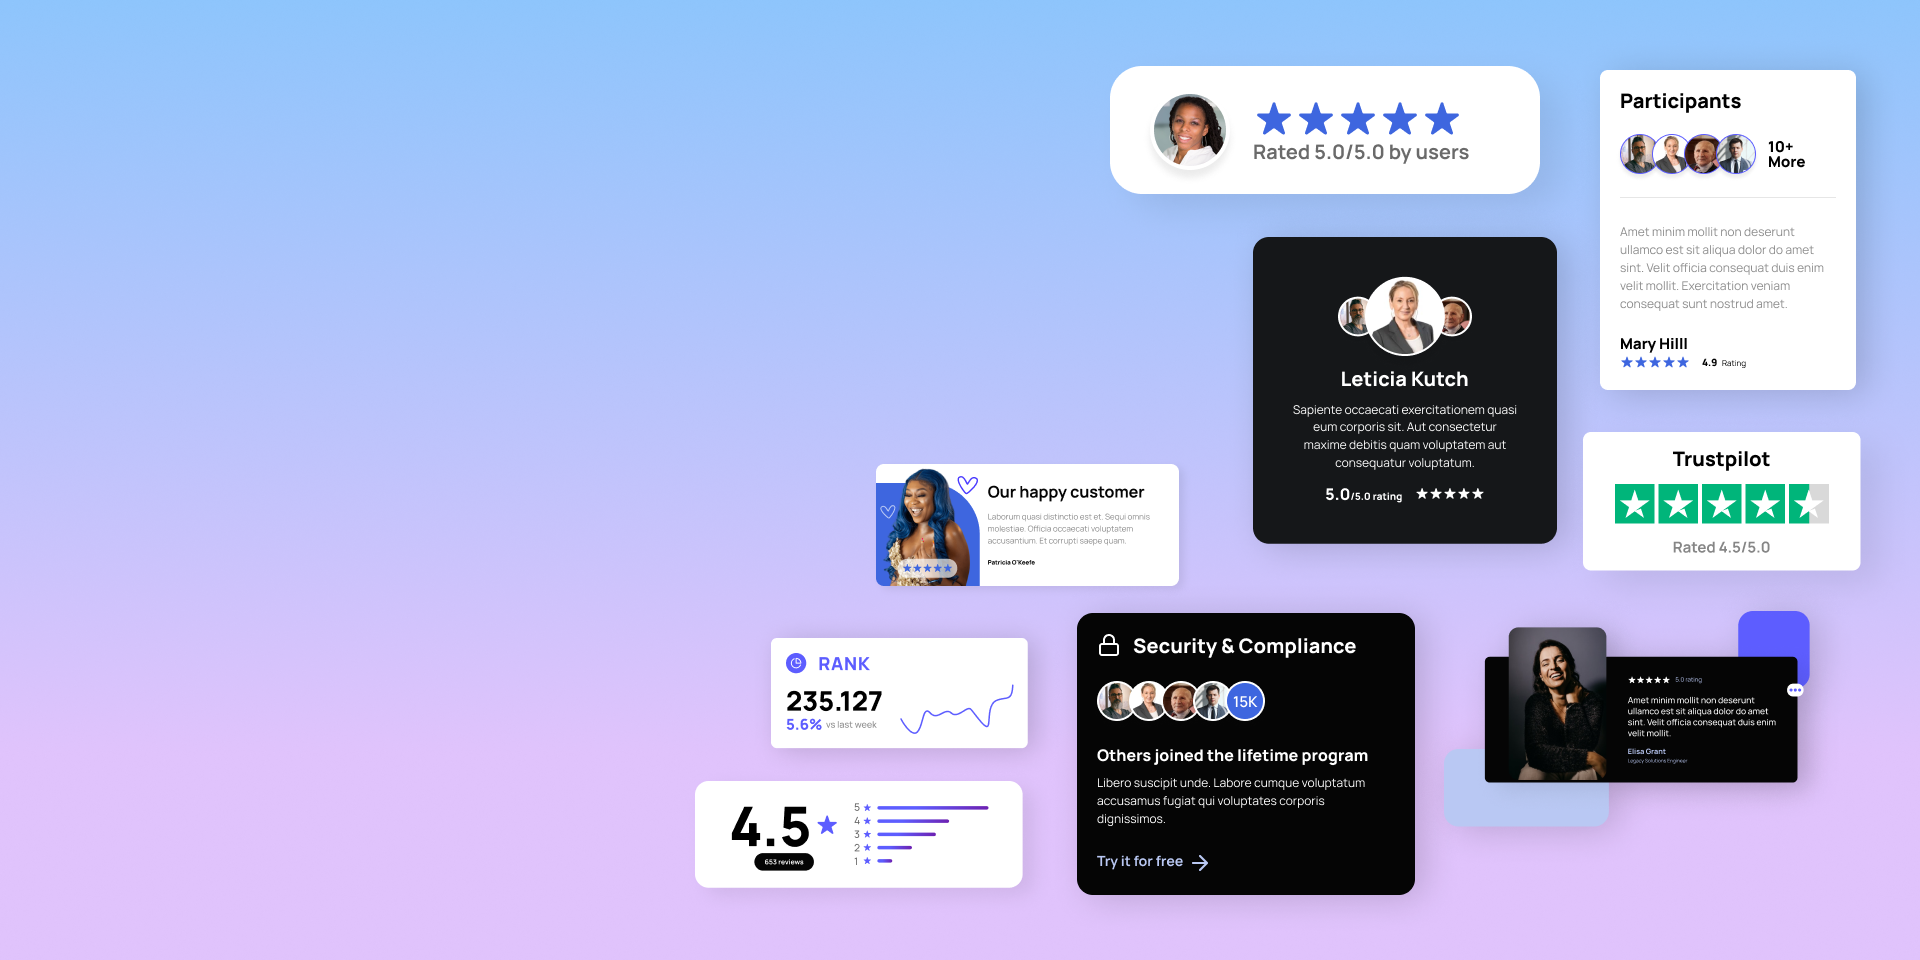 Rated 5.0/5.0 by users
Participants
10+
More
Amet minim mollit non deserunt
ullamco est sit aliqua dolor do amet
sint. Velit officia consequat duis enim
velit mollit. Exercitation veniam
consequat sunt nostrud amet.
Mary Hilll
4.9 Rating
Leticia Kutch
Sapiente occaecati exercitationem quasi
eum corporis sit. Aut consectetur
maxime debitis quam voluptatem aut
consequatur voluptatum.
5.0/5.0 rating
Trustpilot
Rated 4.5/5.0
Our happy customer
Laborum quasi distinctio est et. Sequi omnis
molestiae. Officia occaecati voluptatem
accusantium. Et corrupti saepe quam.
Patricia O'Keefe
RANK
235.127
5.6% vs last week
Security & Compliance
15K
Others joined the lifetime program
Libero suscipit unde. Labore cumque voluptatum
accusamus fugiat qui voluptates corporis
dignissimos.
Try it for free
5.0 rating
Amet minim mollit non deserunt
ullamco est sit aliqua dolor do amet
sint. Velit officia consequat duis enim
velit mollit.
Elisa Grant
Legacy Solutions Engineer
4.5
653 reviews
5
4
3
2
1